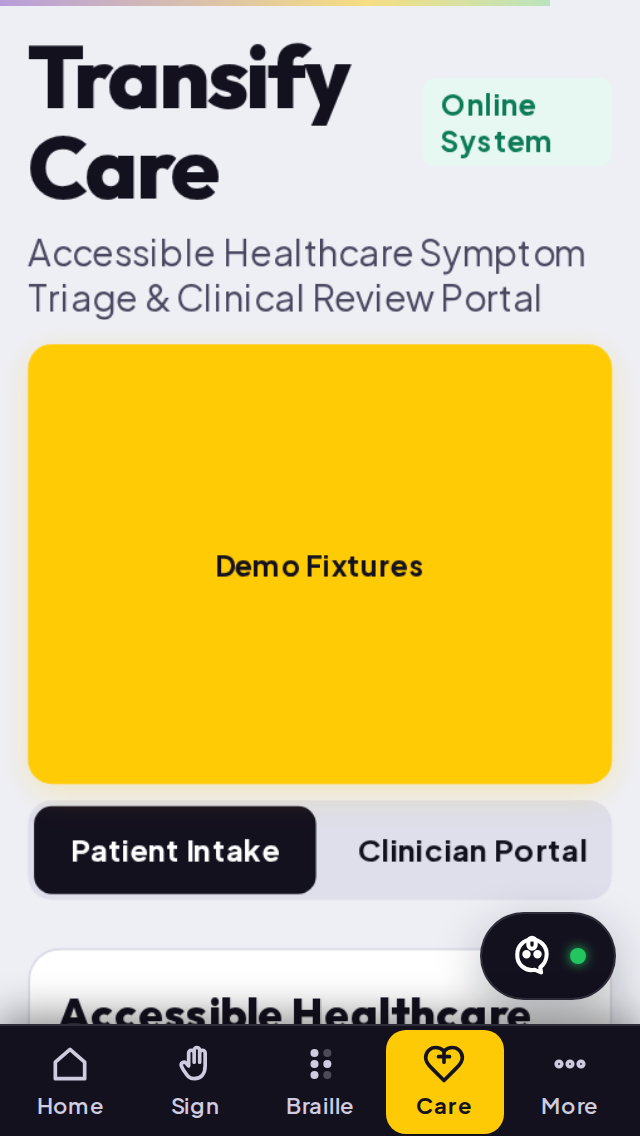 Transify
Care
Online
System
Accessible Healthcare Symptom
Triage & Clinical Review Portal
Demo Fixtures
Patient Intake
Clinician Portal
Accessible Healthcare
Home
Sign
Braille
Care
More